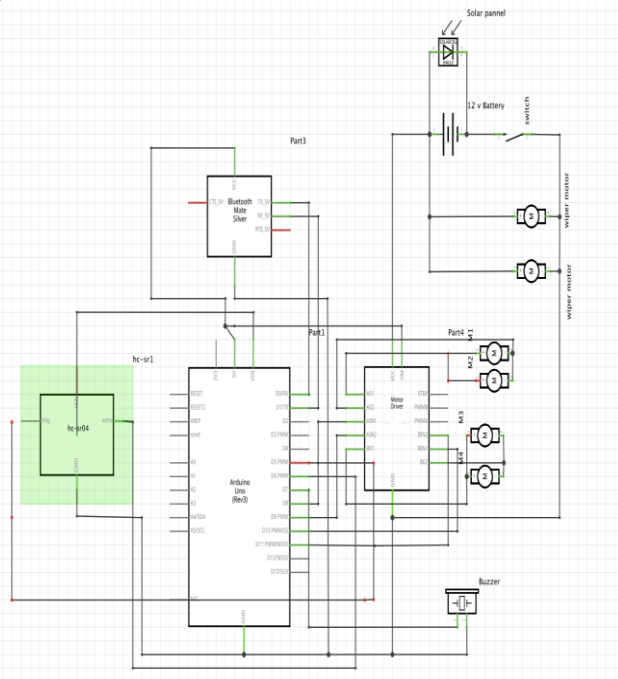 Solar pannel
12 v Battery
switch
Part3
VCC
CTS_5V
TX_5V
Bluetooth
Mate
Silver
RX_5V
RTS_5V
GND
wiper motor
wiper motor
Part1
Part4
M1
M2
M3
M4
hc-sr1
hc-sr04
trig
echo
GND
3V3
5V
VIN
RESET
RESET2
AREF
ioref
A0
A1
A2
A3
A4/SDA
A5/SCL
N/C
D0/RX
D1/TX
D2
D3 PWM
D4
D5 PWM
D6 PWM
D7
D8
D9 PWM
D10 PWM/SS
D11 PWM/MOSI
D12/MISO
D13/SCK
GND
Arduino
Uno
(Rev3)
VCC
VM
Motor
Driver
AO1
AO2
AIN1
AIN2
BO1
STBY
PWMB
PWMA
BIN2
BIN1
BO2
GND
M
M
M
M
M
M
Buzzer